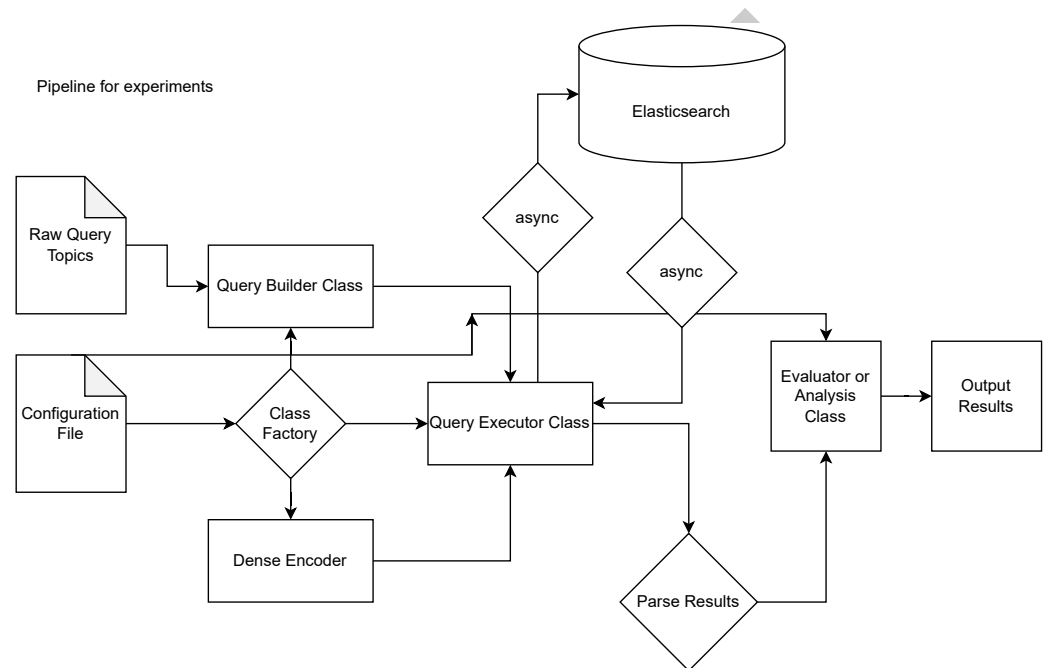 Pipeline for experiments
Elasticsearch
async
async
Raw Query
Topics
Query Builder Class
Configuration
File
Class
Factory
Query Executor Class
Evaluator or
Analysis
Class
Output
Results
Dense Encoder
Parse Results